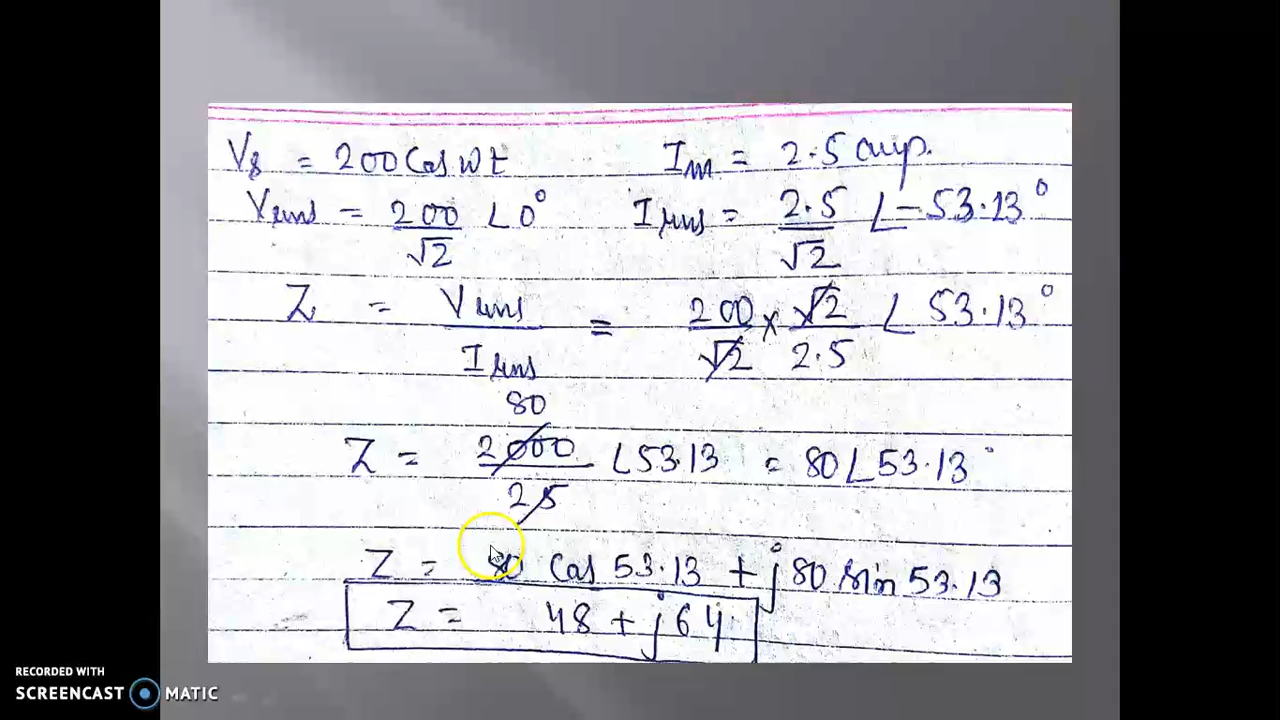 Vs = 200 Cos wt Im = 2.5 amp.
Vrms = 200/√2 ∠0° Irms = 2.5/√2 ∠-53.13°
Z = Vrms/Irms = 200/√2 × √2/2.5 ∠53.13°
80
Z = 2000/25 ∠53.13 = 80∠53.13°
Z = 80 Cos 53.13 + j 80 sin 53.13
Z = 48 + j64
RECORDED WITH
SCREENCAST MATIC